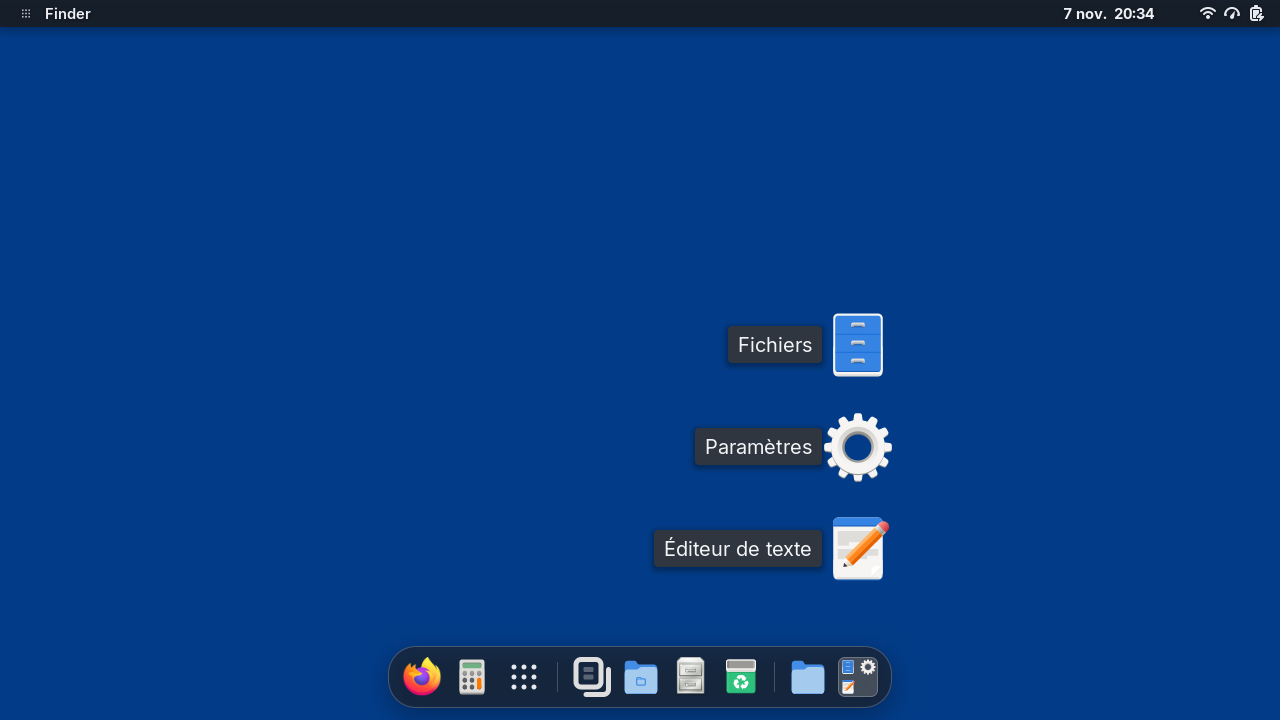 Finder
7 nov. 20:34
Fichiers
Paramètres
Éditeur de texte